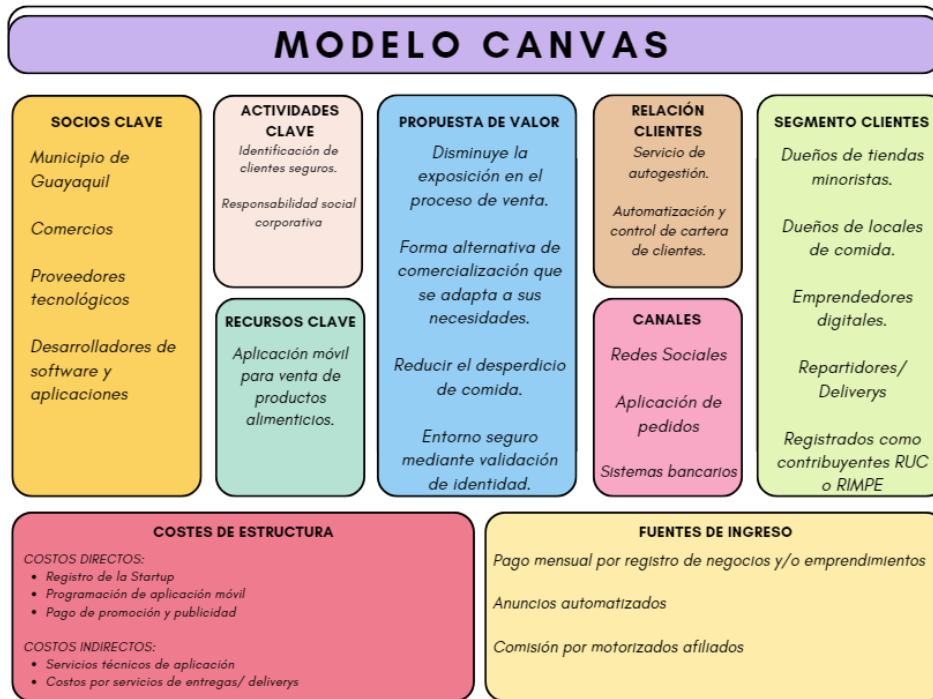 MODELO CANVAS
SOCIOS CLAVE
Municipio de
Guayaquil
Comercios
Proveedores
tecnológicos
Desarrolladores de
software y
aplicaciones
ACTIVIDADES
CLAVE
Identificación de
clientes seguros.
Responsabilidad social
corporativa
RECURSOS CLAVE
Aplicación móvil
para venta de
productos
alimenticios.
PROPUESTA DE VALOR
Disminuye la
exposición en el
proceso de venta.
Forma alternativa de
comercialización que
se adapta a sus
necesidades.
Reducir el desperdicio
de comida.
Entorno seguro
mediante validación
de identidad.
RELACIÓN
CLIENTES
Servicio de
autogestión.
Automatización y
control de cartera
de clientes.
CANALES
Redes Sociales
Aplicación de
pedidos
Sistemas bancarios
SEGMENTO CLIENTES
Dueños de tiendas
minoristas.
Dueños de locales
de comida.
Emprendedores
digitales.
Repartidores/
Deliverys
Registrados como
contribuyentes RUC
o RIMPE
COSTES DE ESTRUCTURA
COSTOS DIRECTOS:
• Registro de la Startup
• Programación de aplicación móvil
• Pago de promoción y publicidad
COSTOS INDIRECTOS:
• Servicios técnicos de aplicación
• Costos por servicios de entregas/ deliverys
FUENTES DE INGRESO
Pago mensual por registro de negocios y/o emprendimientos
Anuncios automatizados
Comisión por motorizados afiliados